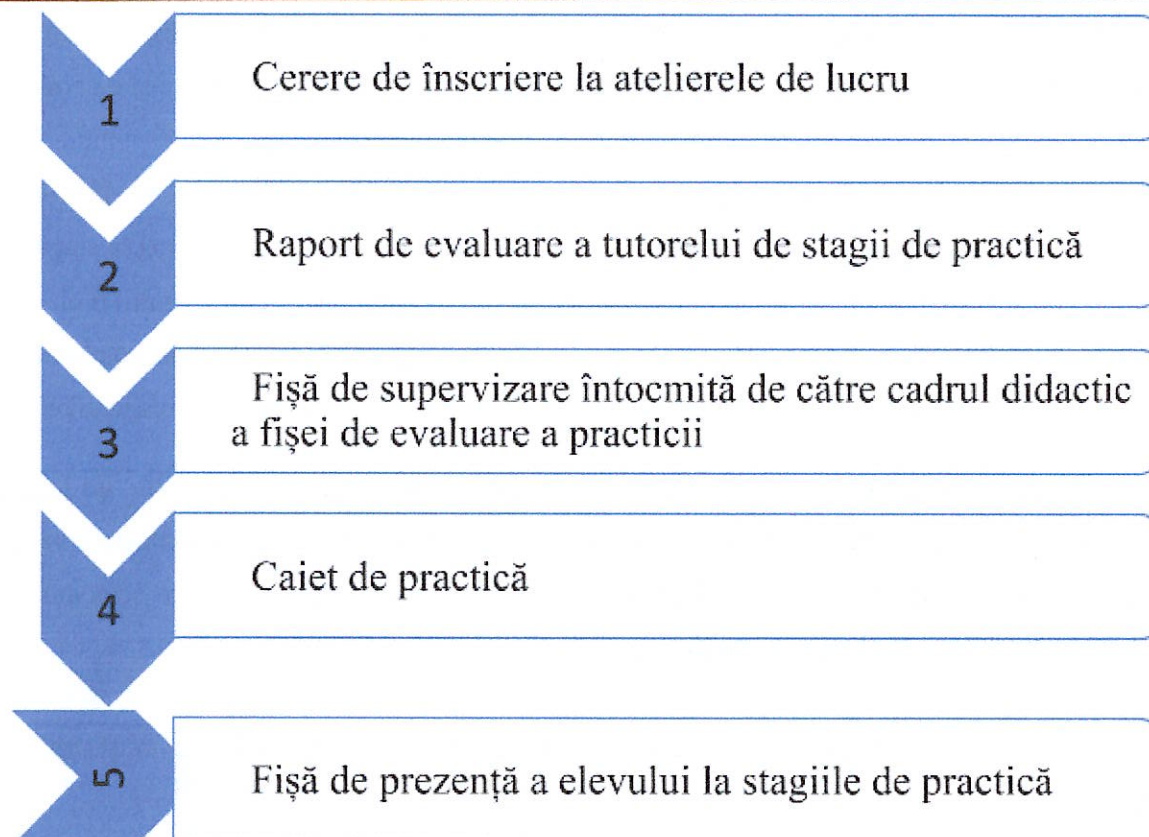 1
Cerere de înscriere la atelierele de lucru
2
Raport de evaluare a tutorelui de stagii de practică
3
Fișă de supervizare întocmită de către cadrul didactic
a fișei de evaluare a practicii
4
Caiet de practică
5
Fișă de prezență a elevului la stagiile de practică